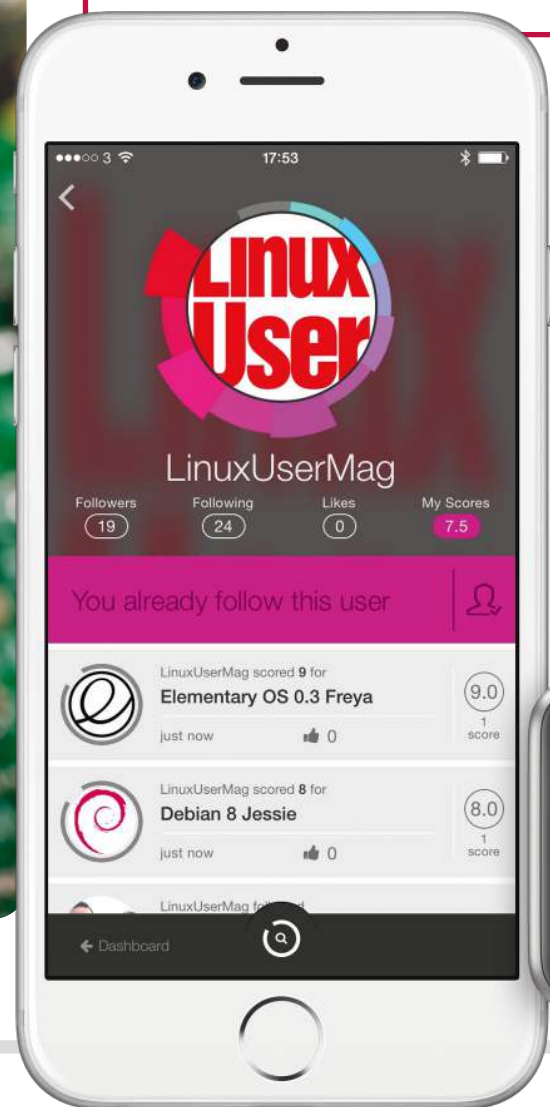 3 17:53
Linux
User
LinuxUserMag
Followers Following Likes My Scores
19 24 0 7.5
You already follow this user
LinuxUserMag scored 9 for
Elementary OS 0.3 Freya
just now 0
9.0
1
score
LinuxUserMag scored 8 for
Debian 8 Jessie
just now 0
8.0
1
score
LinuxUserMag
Dashboard